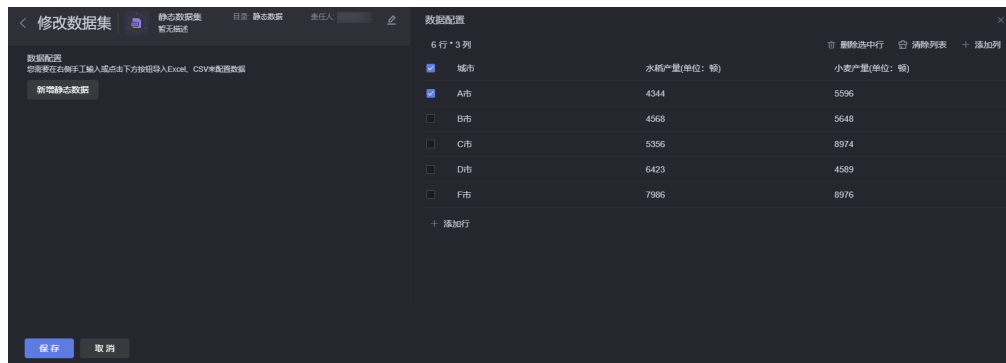 修改数据集
静态数据集
暂无描述
目录: 静态数据
责任人:
数据配置
您需要在右侧手工输入或点击下方按钮导入Excel、CSV来配置数据
新增静态数据
保存 取消
数据配置
6 行 * 3 列
删除选中行 清除列表 + 添加列
城市 水稻产量(单位：顿) 小麦产量(单位：顿)
A市 4344 5596
B市 4568 5648
C市 5356 8974
D市 6423 4589
F市 7986 8976
+ 添加行